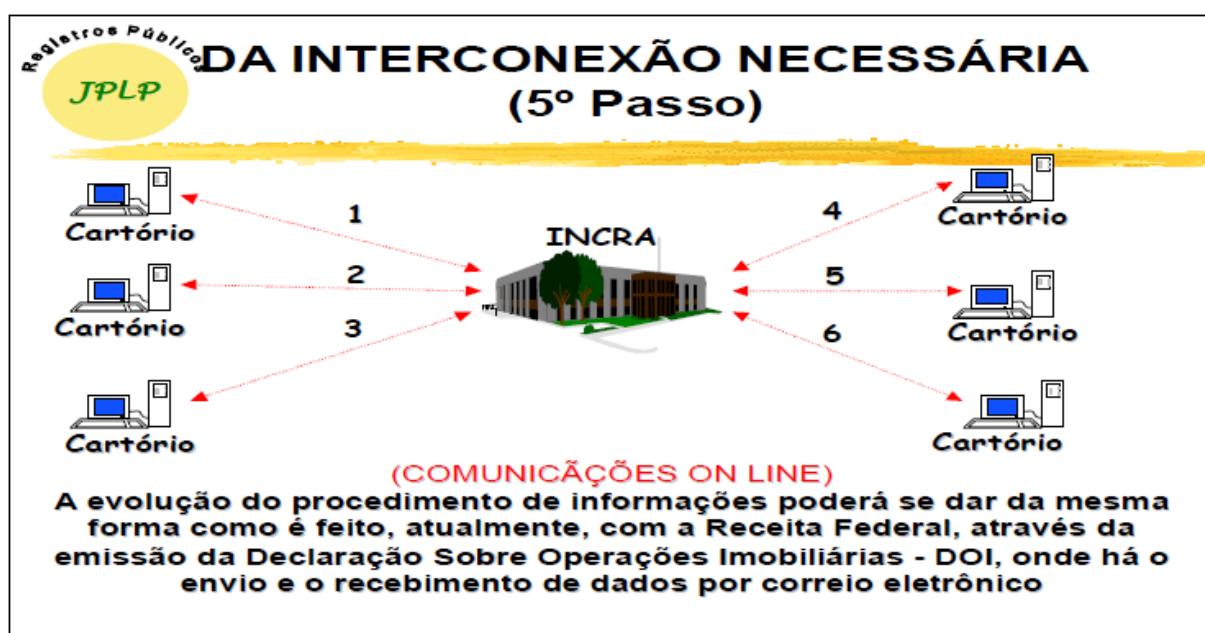 Registros Públicos
JPLP
DA INTERCONEXÃO NECESSÁRIA
(5º Passo)
Cartório
1
4
Cartório
INCRA
Cartório
2
5
Cartório
3
6
Cartório
Cartório
(COMUNICÃÇÕES ON LINE)
A evolução do procedimento de informações poderá se dar da mesma
forma como é feito, atualmente, com a Receita Federal, através da
emissão da Declaração Sobre Operações Imobiliárias - DOI, onde há o
envio e o recebimento de dados por correio eletrônico